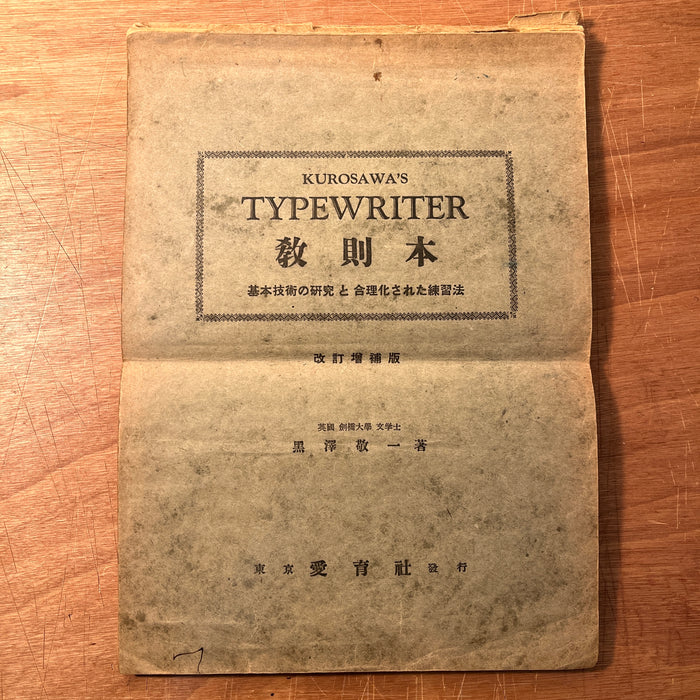 KUROSAWA'S
TYPEWRITER
教則本
基本技術の研究 と 合理化された練習法
改訂增補版
英國 劍橋大學 文学士
黑澤敬一著
東京 愛育社 發行